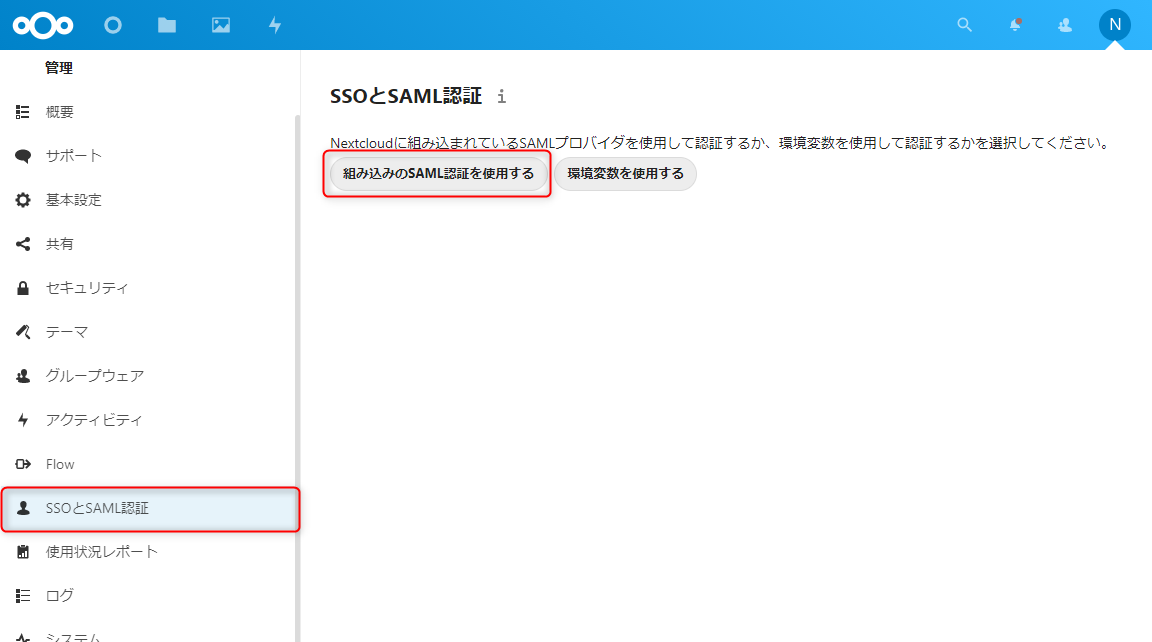 N
管理
概要
サポート
基本設定
共有
セキュリティ
テーマ
グループウェア
アクティビティ
Flow
SSOとSAML認証
使用状況レポート
ログ
システム
SSOとSAML認証
Nextcloudに組み込まれているSAMLプロバイダを使用して認証するか、環境変数を使用して認証するかを選択してください。
組み込みのSAML認証を使用する 環境変数を使用する